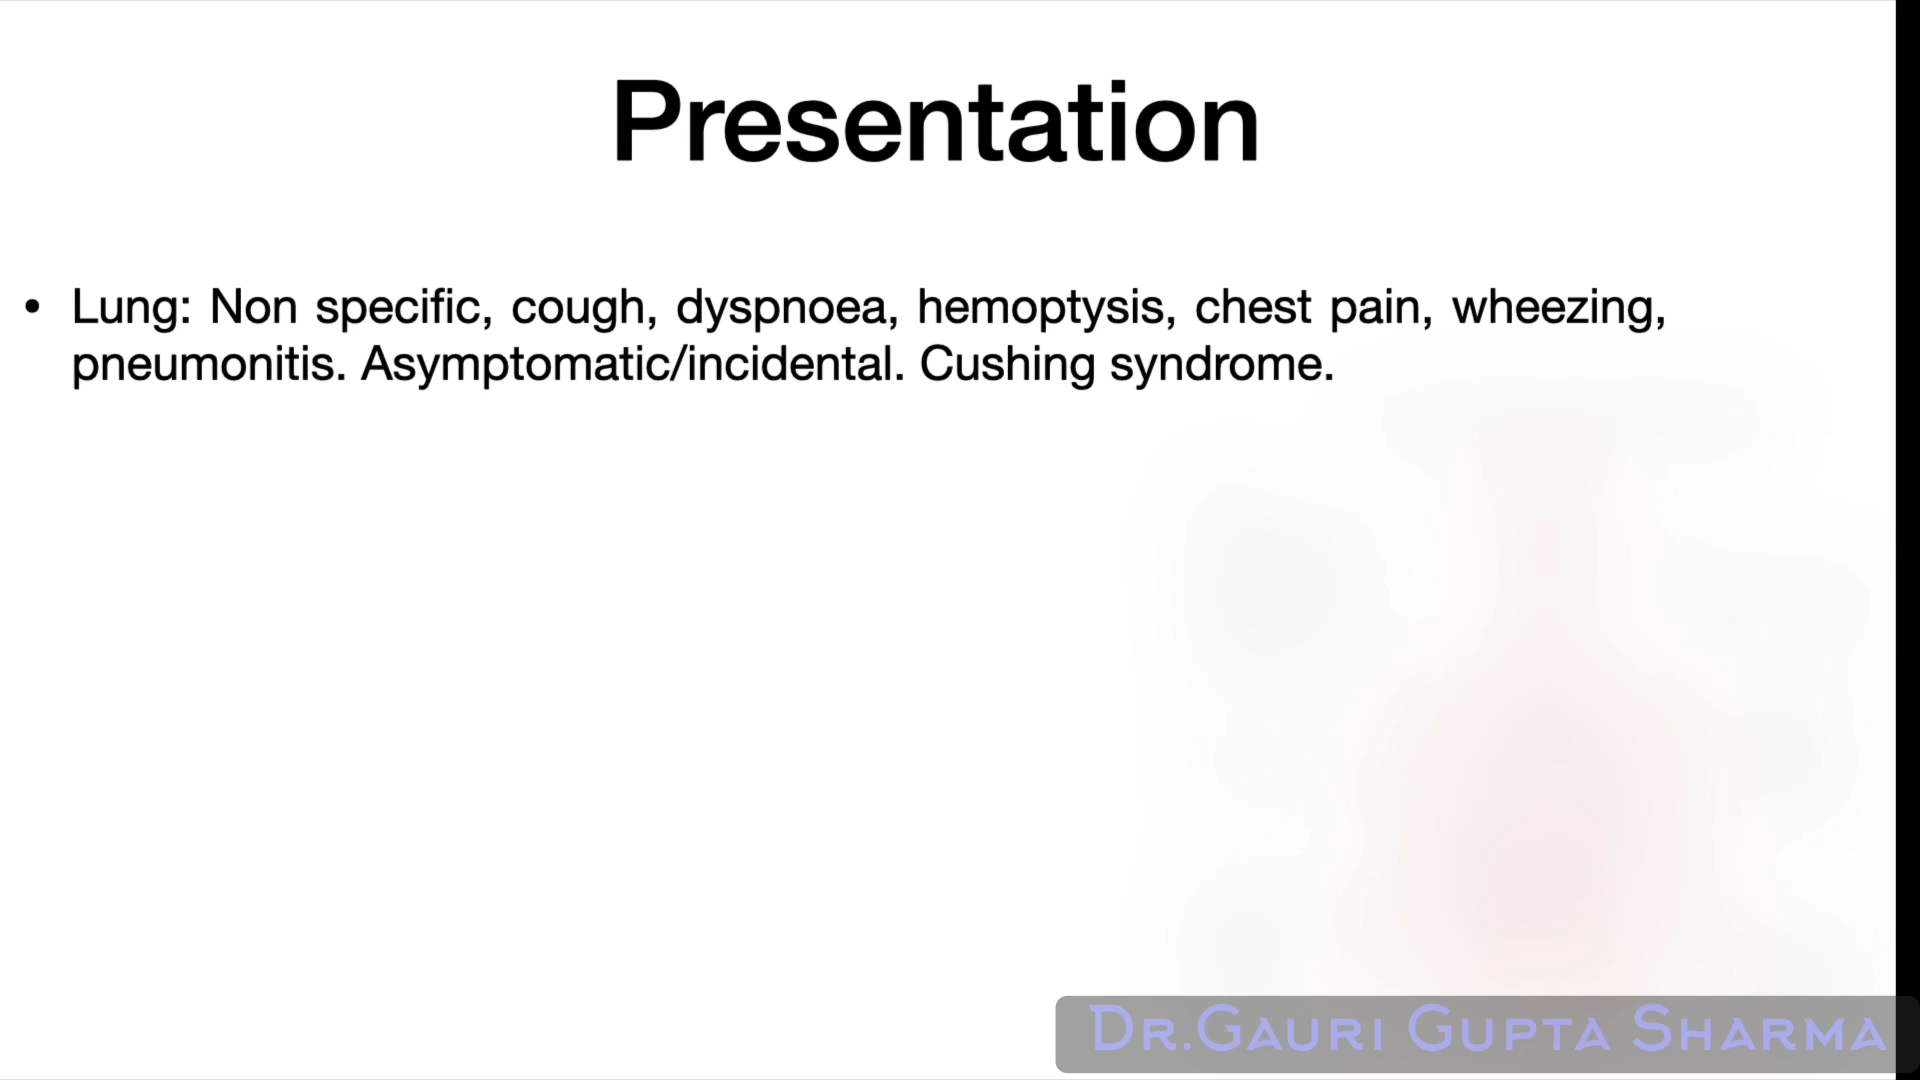 Presentation
• Lung: Non specific, cough, dyspnoea, hemoptysis, chest pain, wheezing,
pneumonitis. Asymptomatic/incidental. Cushing syndrome.
Dr.Gauri Gupta Sharma